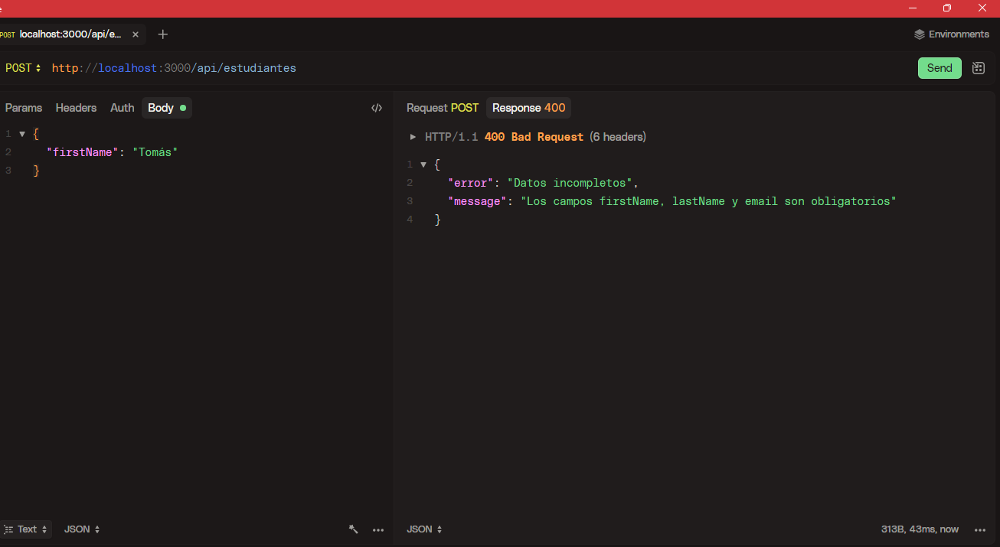 POST localhost:3000/api/e...
Environments
POST http://localhost:3000/api/estudiantes
Send
Params Headers Auth Body
1 {
2 "firstName": "Tomás"
3 }
Text JSON
Request POST Response 400
HTTP/1.1 400 Bad Request (6 headers)
1 {
2 "error": "Datos incompletos",
3 "message": "Los campos firstName, lastName y email son obligatorios"
4 }
JSON
313B, 43ms, now